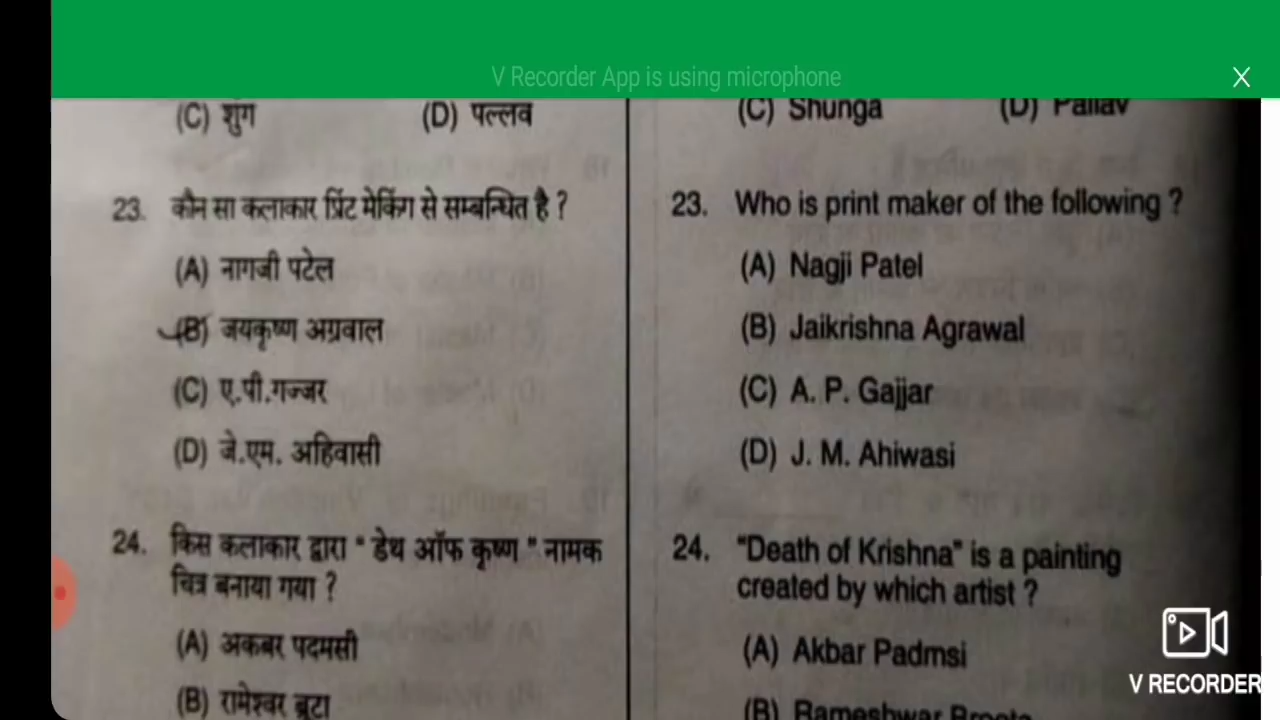 V Recorder App is using microphone
X
(C) शुंग (D) पल्लव
23. कौन सा कलाकार प्रिंट मेकिंग से सम्बन्धित है ?
(A) नागजी पटेल
(B) जयकृष्ण अग्रवाल
(C) ए.पी.गज्जर
(D) जे.एम. अहिवासी
24. किस कलाकार द्वारा " डेथ ऑफ कृष्ण " नामक
चित्र बनाया गया ?
(A) अकबर पदमसी
(B) रामेश्वर ब्रूटा
(C) Shunga (D) Pallav
23. Who is print maker of the following ?
(A) Nagji Patel
(B) Jaikrishna Agrawal
(C) A. P. Gajjar
(D) J. M. Ahiwasi
24. "Death of Krishna" is a painting
created by which artist ?
(A) Akbar Padmsi
(B) Rameshwar Broota
V RECORDER